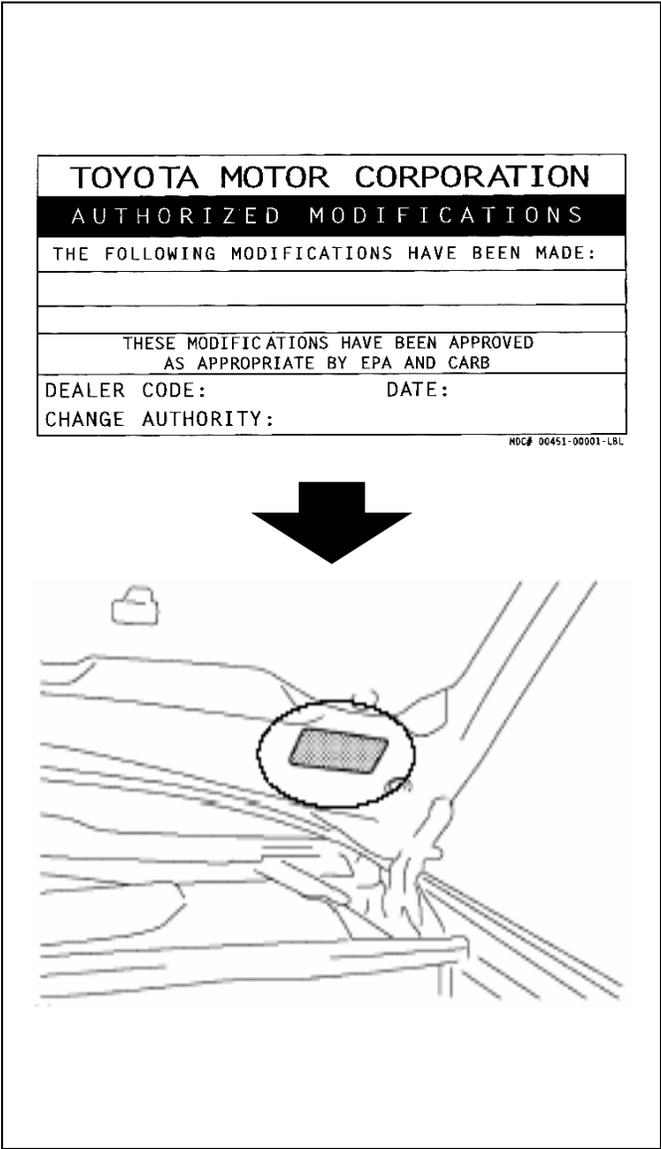 TOYOTA MOTOR CORPORATION
AUTHORIZED MODIFICATIONS
THE FOLLOWING MODIFICATIONS HAVE BEEN MADE:
THESE MODIFICATIONS HAVE BEEN APPROVED
AS APPROPRIATE BY EPA AND CARB
DEALER CODE: DATE:
CHANGE AUTHORITY:
MDC# 00451-00001-LBL